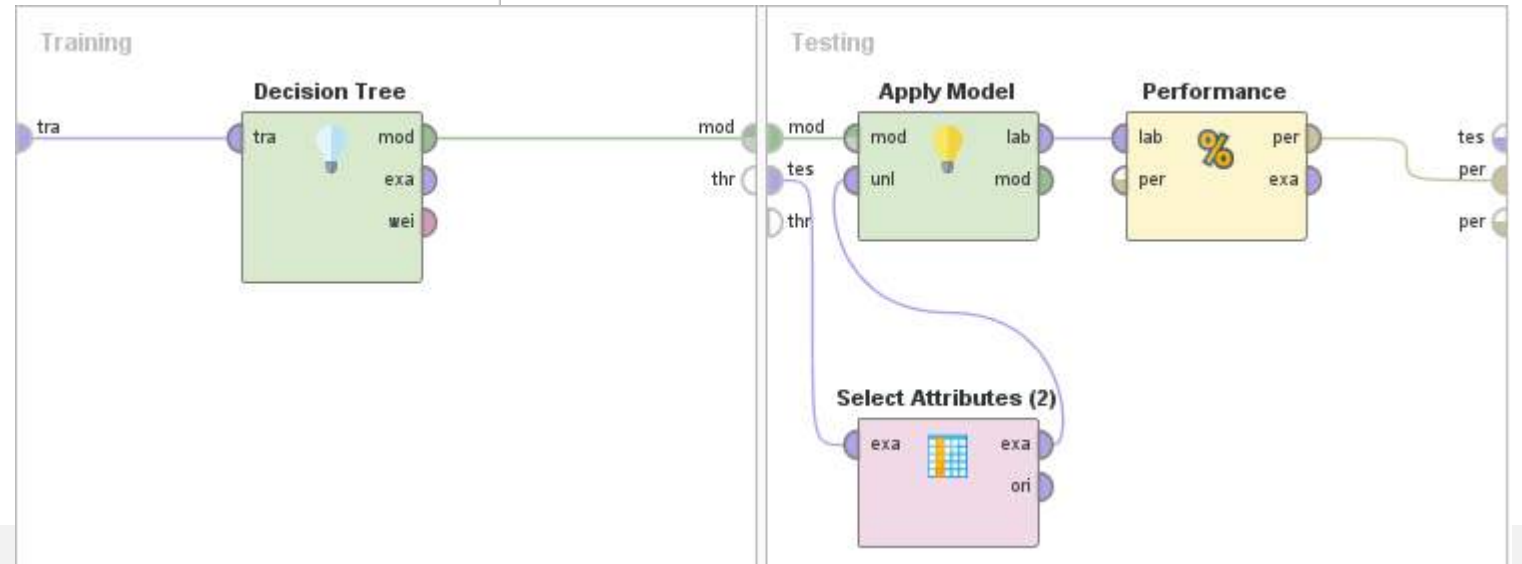 Training
Testing
Decision Tree
Apply Model
Performance
tra
tra
mod
mod
mod
mod
lab
lab
per
tes
exa
thr
tes
unl
mod
per
exa
per
wei
thr
per
Select Attributes (2)
exa
exa
ori